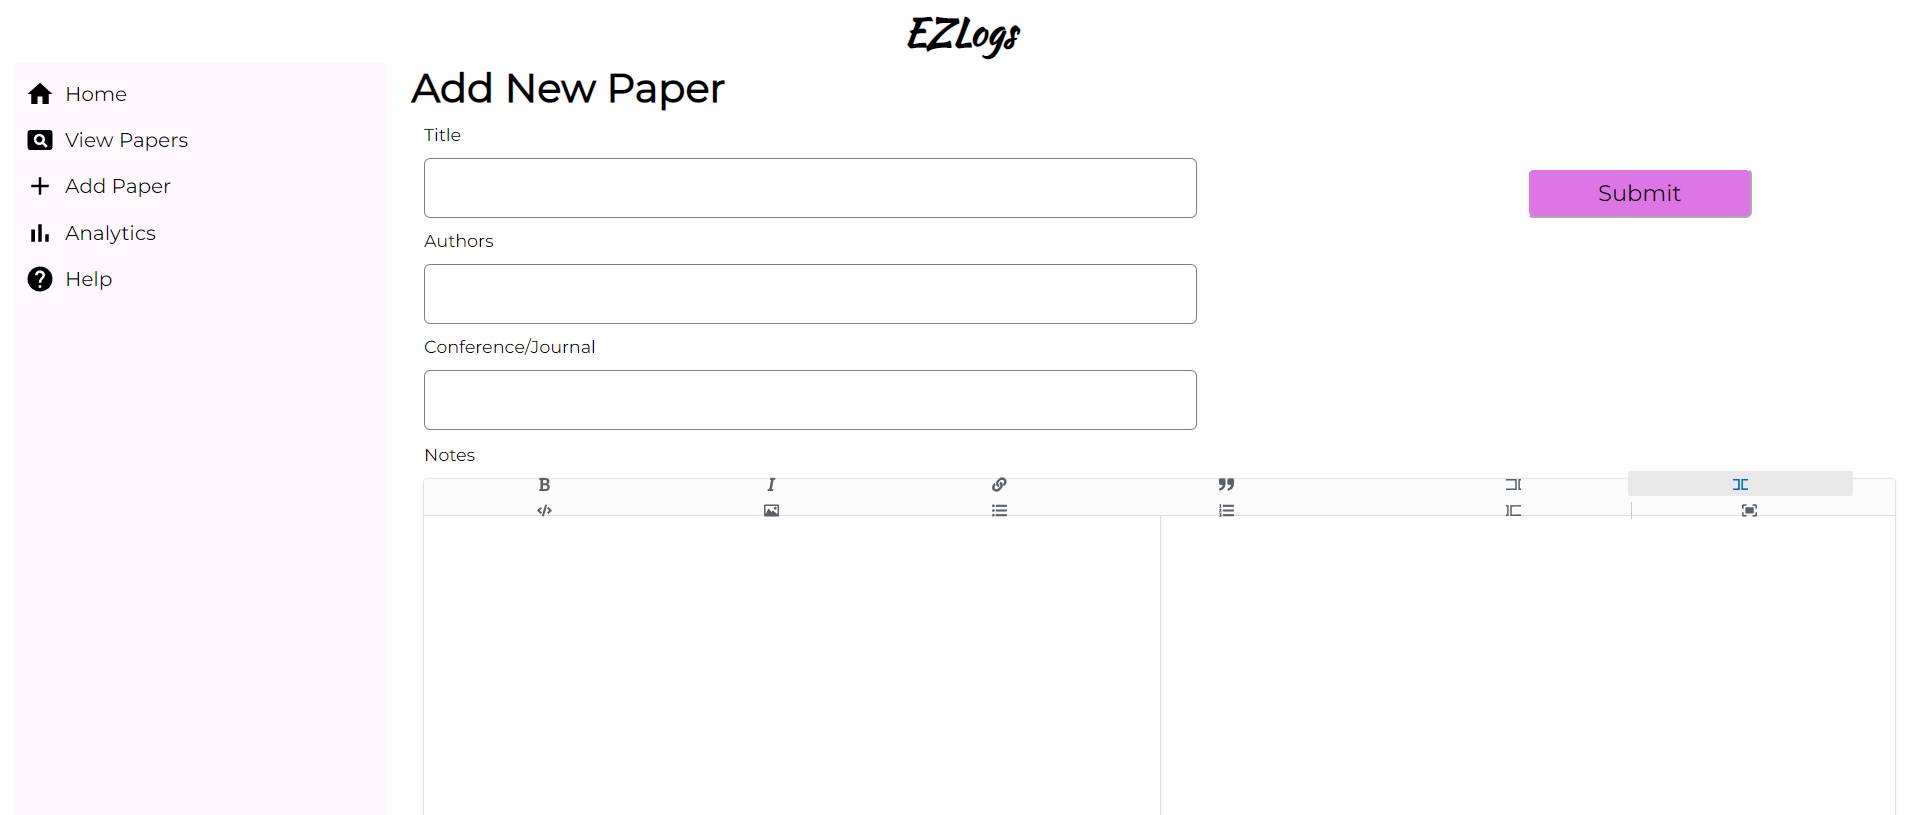 EZLogs
Home
View Papers
Add Paper
Analytics
Help
Add New Paper
Title
Submit
Authors
Conference/Journal
Notes